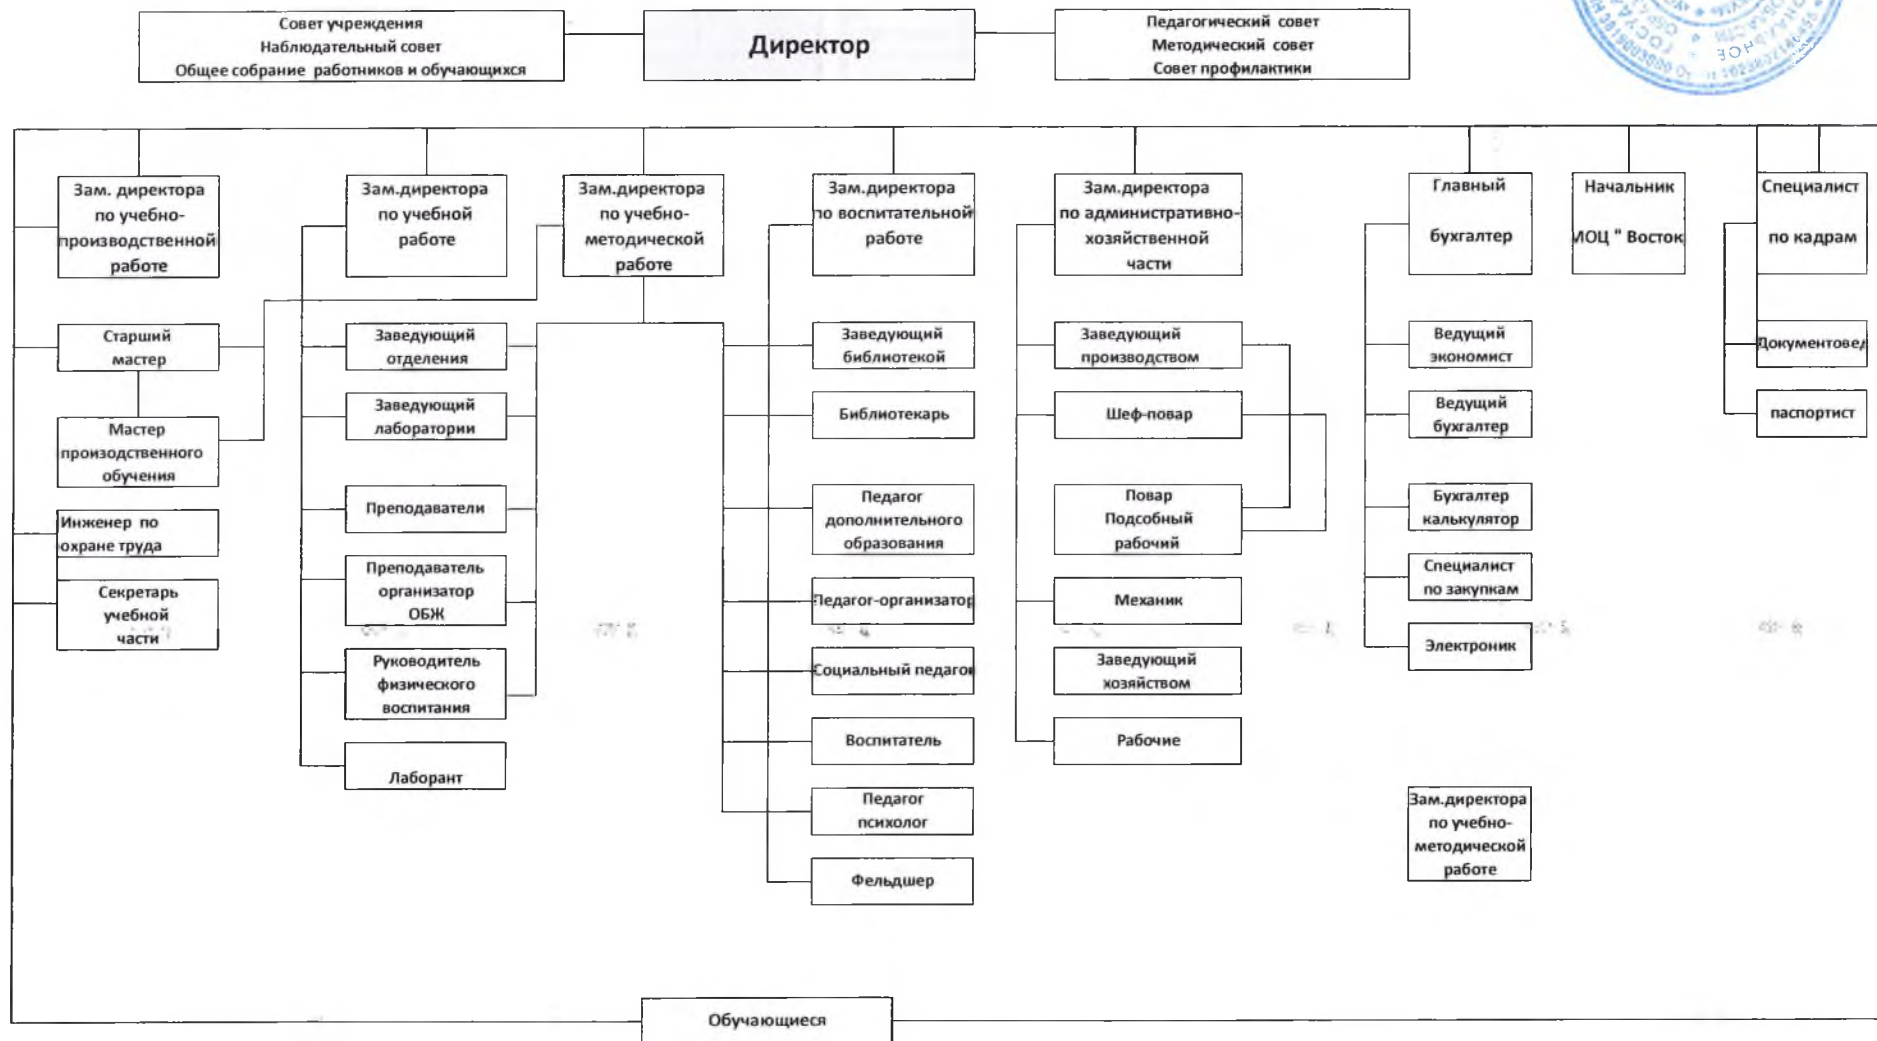 Совет учреждения
Наблюдательный совет
Общее собрание работников и обучающихся
Директор
Педагогический совет
Методический совет
Совет профилактики
Зам. директора
по учебно-
производственной
работе
Зам.директора
по учебной
работе
Зам.директора
по учебно-
методической
работе
Зам.директора
по воспитательной
работе
Зам.директора
по административно-
хозяйственной
части
Главный
бухгалтер
Начальник
ИОЦ " Восток
Специалист
по кадрам
Старший
мастер
Заведующий
отделения
Заведующий
библиотекой
Заведующий
производством
Ведущий
экономист
Документовед
Мастер
произодственного
обучения
Заведующий
лаборатории
Библиотекарь
Шеф-повар
Ведущий
бухгалтер
паспортист
Инженер по
охране труда
Преподаватели
Педагог
дополнительного
образования
Повар
Подсобный
рабочий
Бухгалтер
калькулятор
Секретарь
учебной
части
Преподаватель
организатор
ОБЖ
Педагог-организатор
Механик
Специалист
по закупкам
Руководитель
физического
воспитания
Социальный педагог
Заведующий
хозяйством
Электроник
Лаборант
Воспитатель
Рабочие
Педагог
психолог
Зам.директора
по учебно-
методической
работе
Фельдшер
Обучающиеся